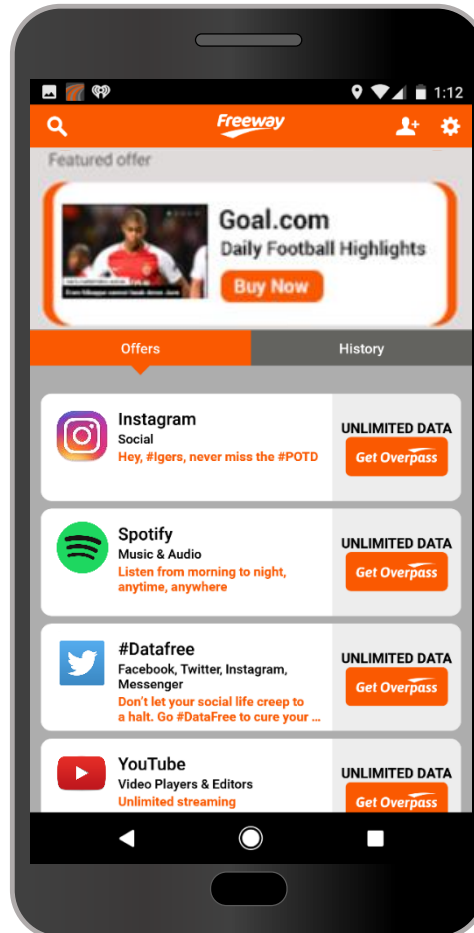 1:12
Freeway
Featured offer
Goal.com
Daily Football Highlights
Buy Now
Offers
History
Instagram
Social
Hey, #Igers, never miss the #POTD
UNLIMITED DATA
Get Overpass
Spotify
Music & Audio
Listen from morning to night,
anytime, anywhere
UNLIMITED DATA
Get Overpass
#Datafree
Facebook, Twitter, Instagram,
Messenger
Don't let your social life creep to
a halt. Go #DataFree to cure your ...
UNLIMITED DATA
Get Overpass
YouTube
Video Players & Editors
Unlimited streaming
UNLIMITED DATA
Get Overpass